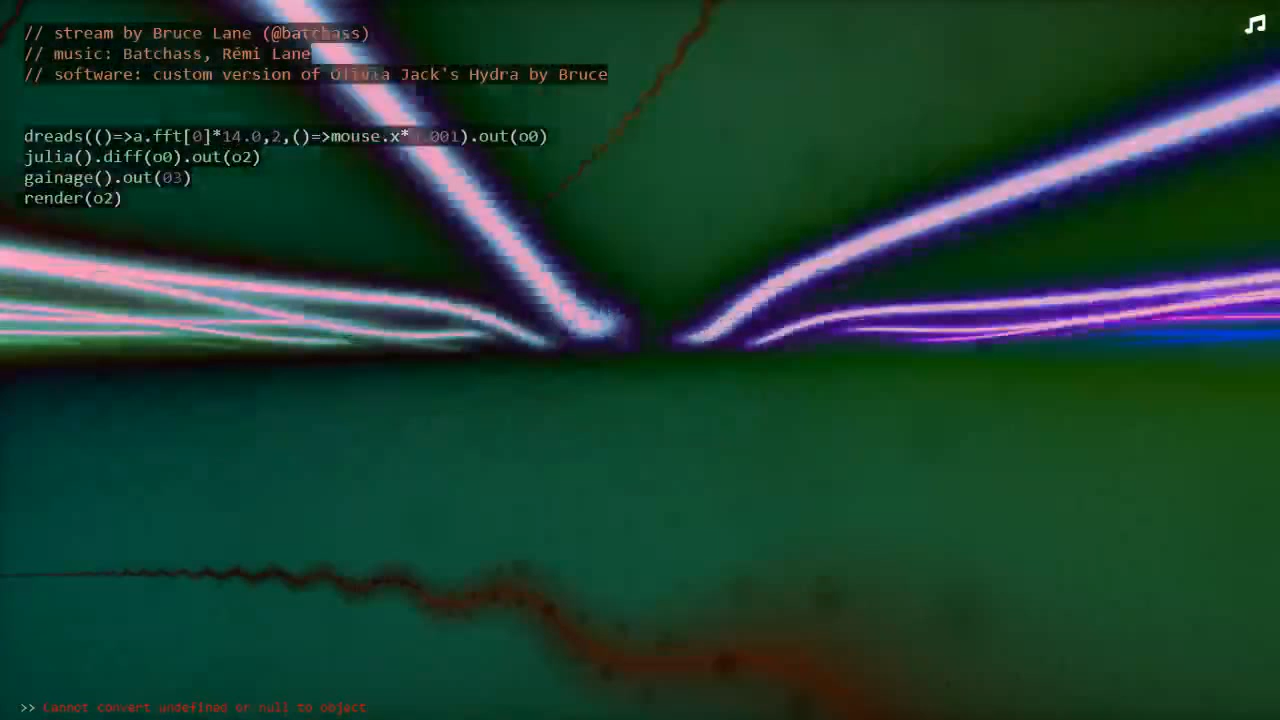 // stream by Bruce Lane (@batchass)
// music: Batchass, Rémi Lane
// software: custom version of Olivia Jack's Hydra by Bruce
dreads(()=>a.fft[0]*14.0,2,()=>mouse.x*0.001).out(o0)
julia().diff(o0).out(o2)
gainage().out(03)
render(o2)
>> Cannot convert undefined or null to object